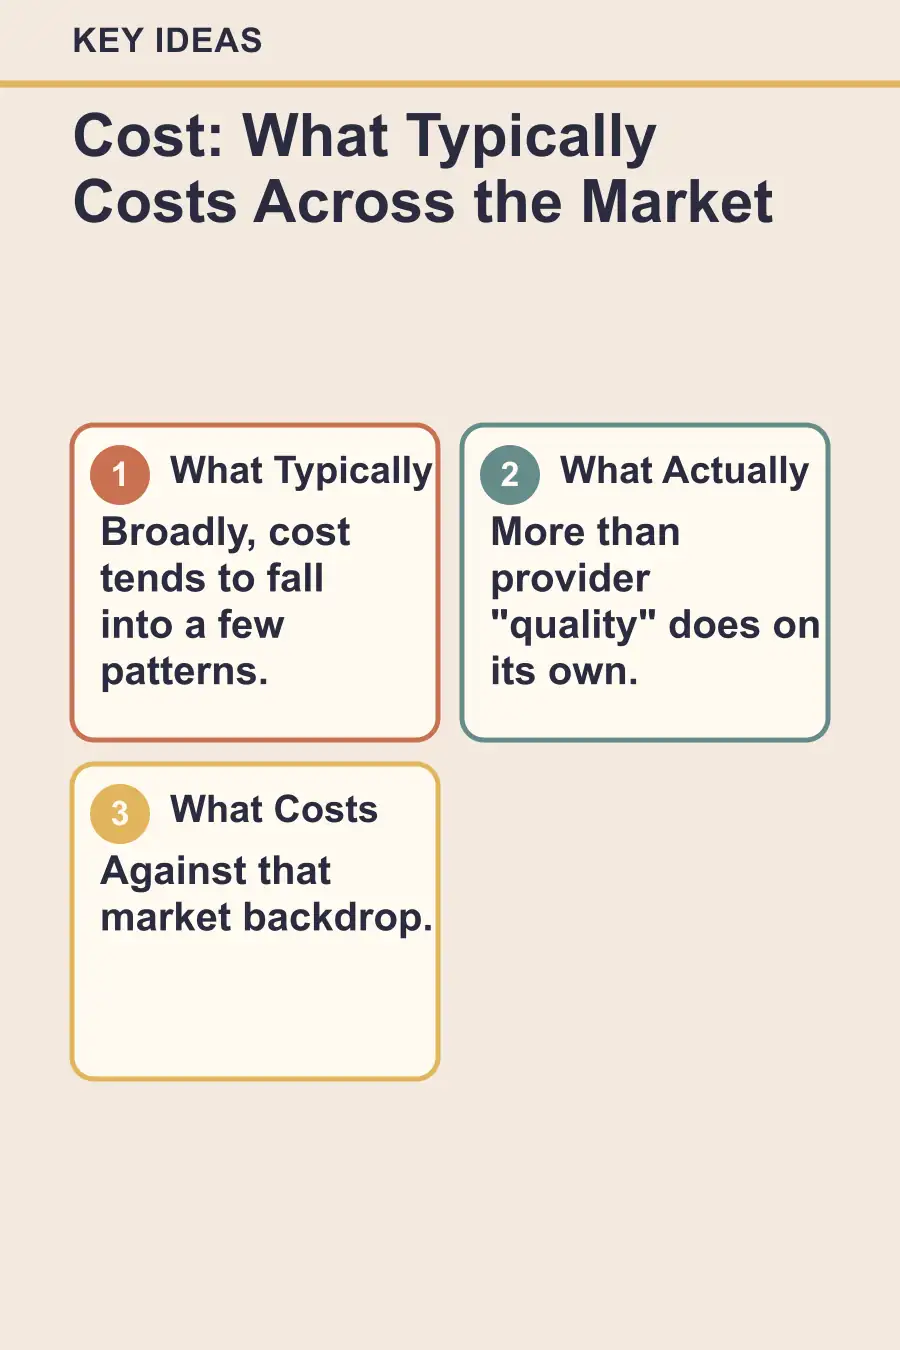 KEY IDEAS
Cost: What Typically
Costs Across the Market
1 What Typically
Broadly, cost
tends to fall
into a few
patterns.
2 What Actually
More than
provider
"quality" does on
its own.
3 What Costs
Against that
market backdrop.